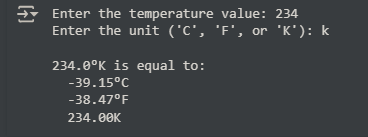 Enter the temperature value: 234
Enter the unit ('C', 'F', or 'K'): k
234.0°K is equal to:
-39.15°C
-38.47°F
234.00K